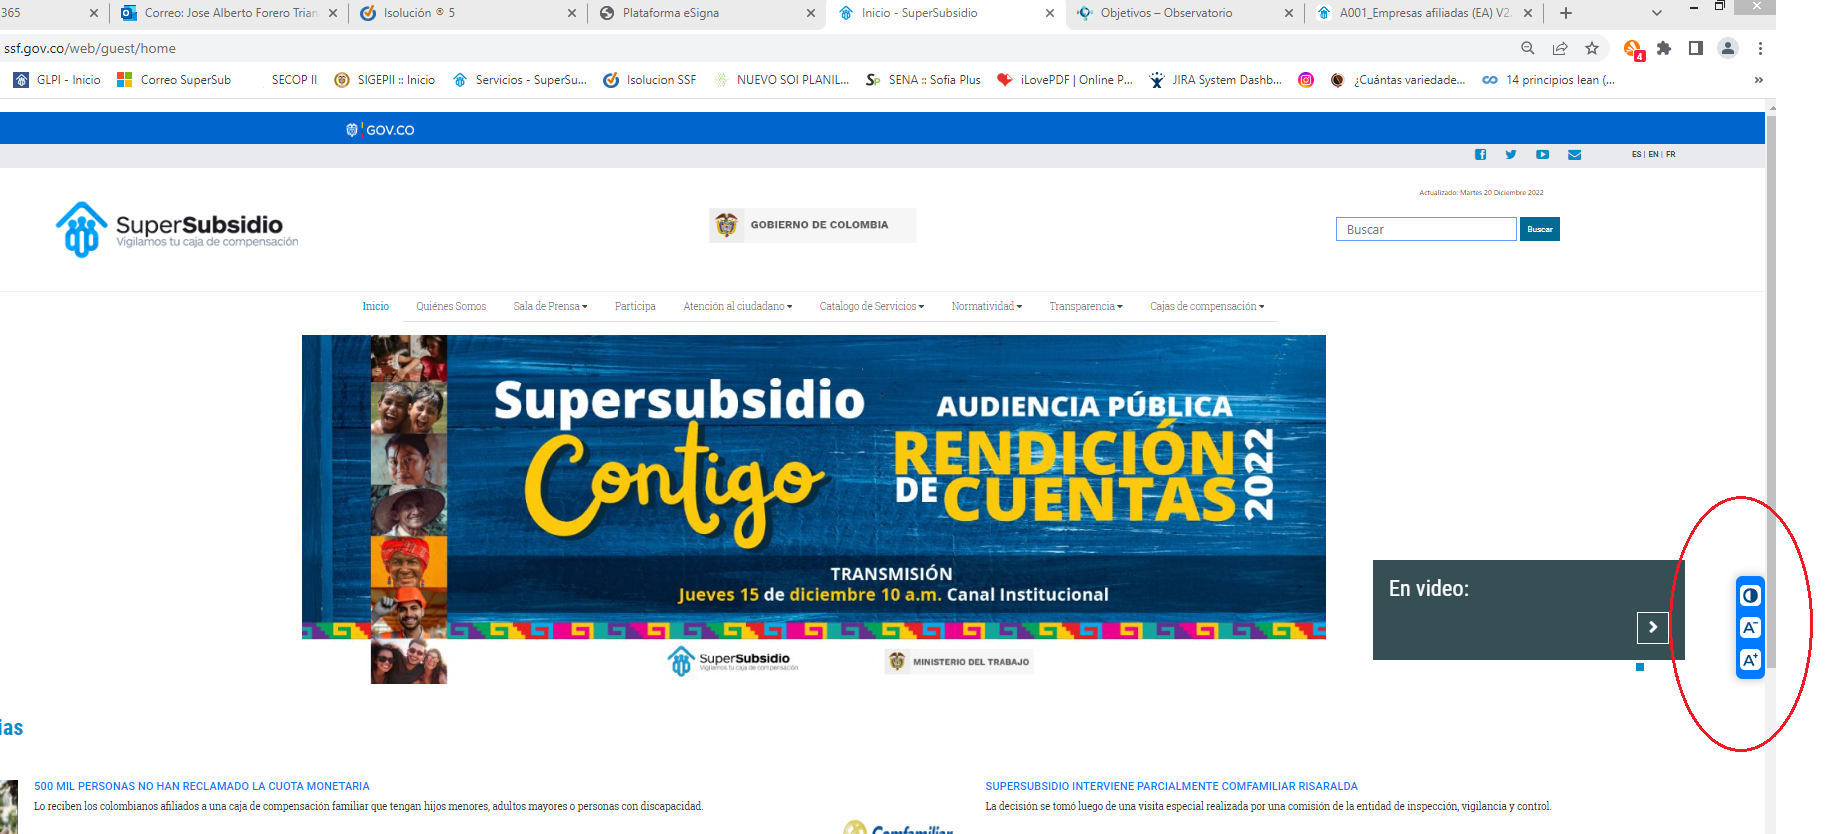 365
Correo: Jose Alberto Forero Trian
Isolución ® 5
Plataforma eSigna
Inicio - SuperSubsidio
Objetivos – Observatorio
A001_Empresas afiliadas (EA) V2.
ssf.gov.co/web/guest/home
4
GLPI - Inicio
Correo SuperSub
SECOP II
SIGEPII :: Inicio
Servicios - SuperSu...
Isolucion SSF
NUEVO SOI PLANIL...
SENA :: Sofia Plus
iLovePDF | Online P...
JIRA System Dashb...
¿Cuántas variedade...
14 principios lean (...
GOV.CO
ES | EN | FR
Actualizado: Martes 20 Diciembre 2022
SuperSubsidio
Vigilamos tu caja de compensación
GOBIERNO DE COLOMBIA
Buscar
Buscar
Inicio
Quiénes Somos
Sala de Prensa
Participa
Atención al ciudadano
Catalogo de Servicios
Normatividad
Transparencia
Cajas de compensación
Supersubsidio
Contigo
AUDIENCIA PÚBLICA
RENDICIÓN
DE CUENTAS
2022
TRANSMISIÓN
Jueves 15 de diciembre 10 a.m. Canal Institucional
SuperSubsidio
Vigilamos tu caja de compensación
MINISTERIO DEL TRABAJO
En video:
A-
A+
ias
500 MIL PERSONAS NO HAN RECLAMADO LA CUOTA MONETARIA
Lo reciben los colombianos afiliados a una caja de compensación familiar que tengan hijos menores, adultos mayores o personas con discapacidad.
SUPERSUBSIDIO INTERVIENE PARCIALMENTE COMFAMILIAR RISARALDA
La decisión se tomó luego de una visita especial realizada por una comisión de la entidad de inspección, vigilancia y control.
Comfamiliar